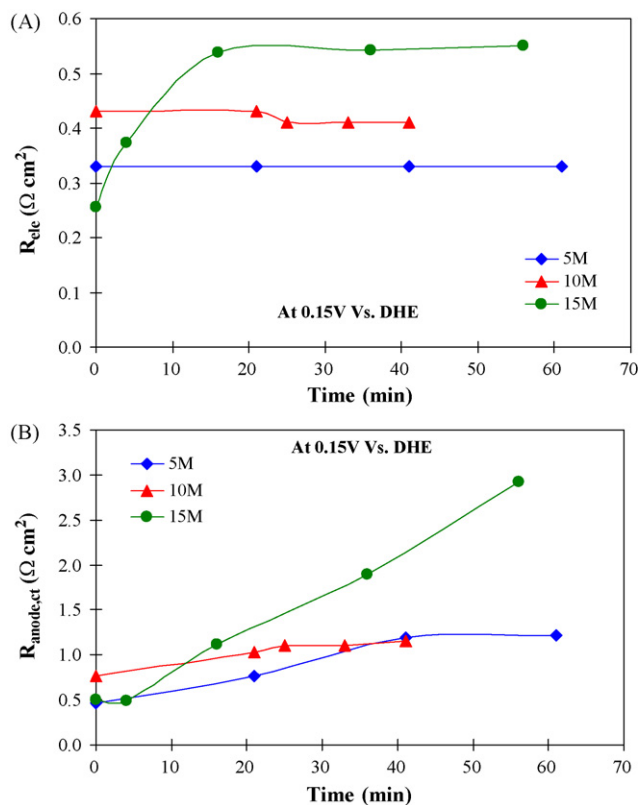 (A)
R_ele (Ω cm²)
0.6
0.5
0.4
0.3
0.2
0.1
0.0
5M
10M
15M
At 0.15V Vs. DHE
0 10 20 30 40 50 60 70
Time (min)
(B)
R_anode,ct (Ω cm²)
3.5
3.0
2.5
2.0
1.5
1.0
0.5
0.0
At 0.15V Vs. DHE
5M
10M
15M
0 10 20 30 40 50 60 70
Time (min)